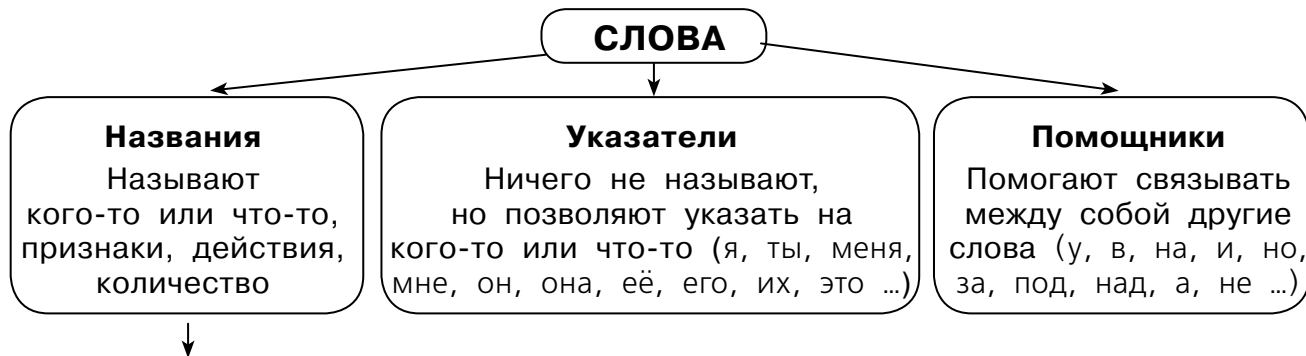 СЛОВА
Названия
Называют
кого-то или что-то,
признаки, действия,
количество
Указатели
Ничего не называют,
но позволяют указать на
кого-то или что-то (я, ты, меня,
мне, он, она, её, его, их, это ...)
Помощники
Помогают связывать
между собой другие
слова (у, в, на, и, но,
за, под, над, а, не ...)